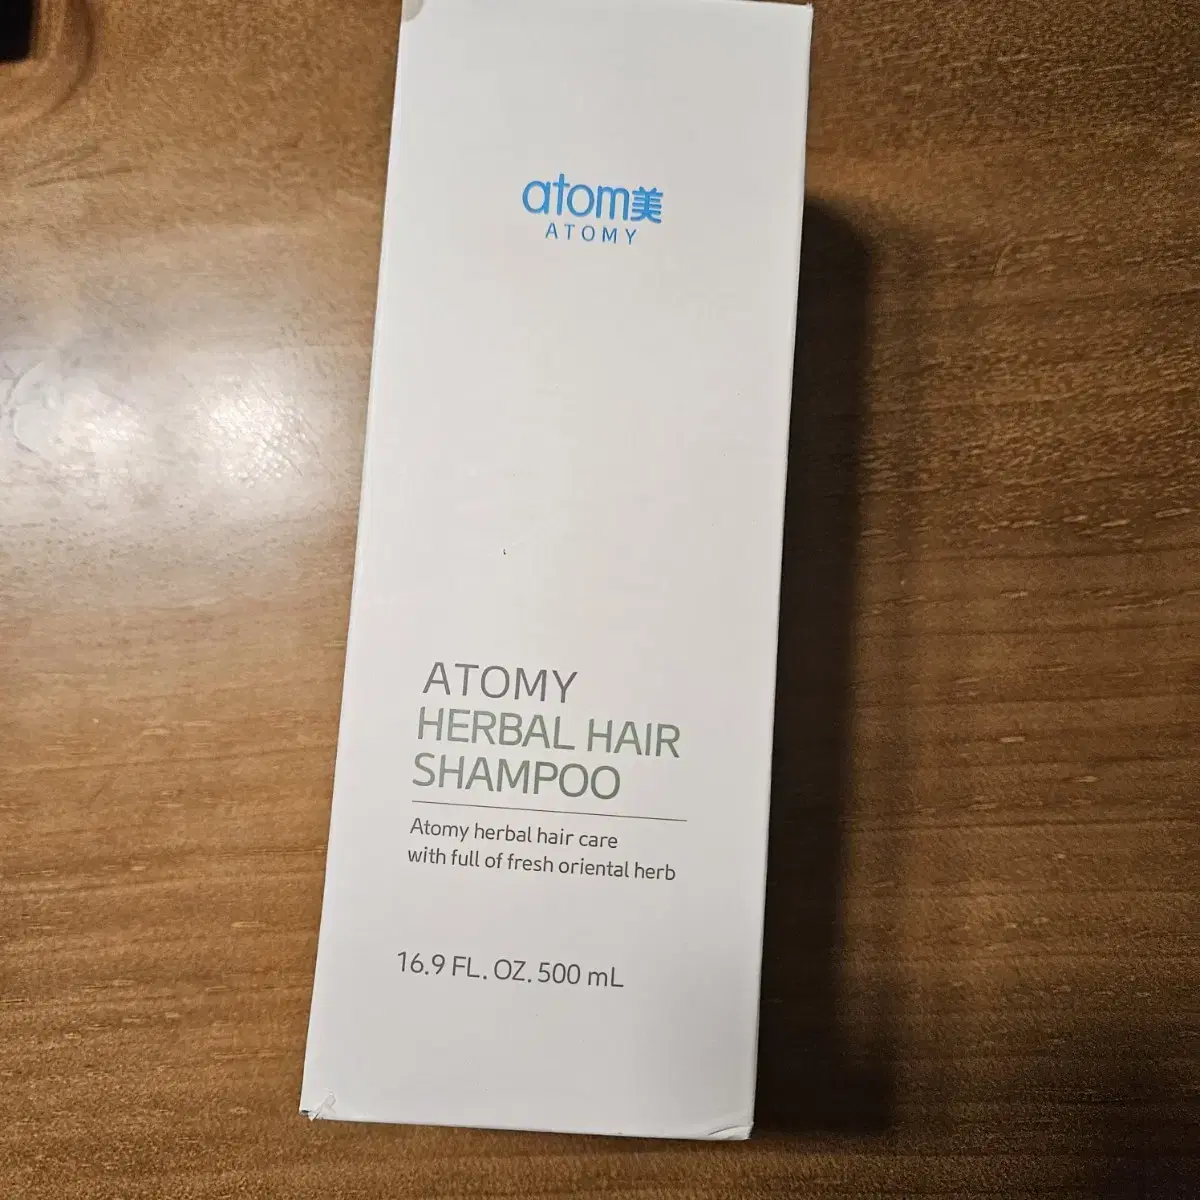 atom美
ATOMY
ATOMY
HERBAL HAIR
SHAMPOO
Atomy herbal hair care
with full of fresh oriental herb
16.9 FL. OZ. 500 mL